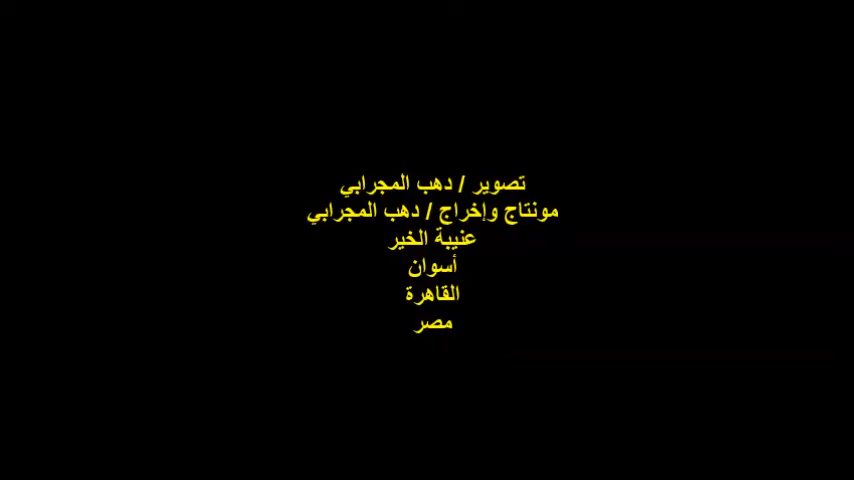 تصوير / دهب المجرابي
مونتاج وإخراج / دهب المجرابي
عنيبة الخير
أسوان
القاهرة
مصر